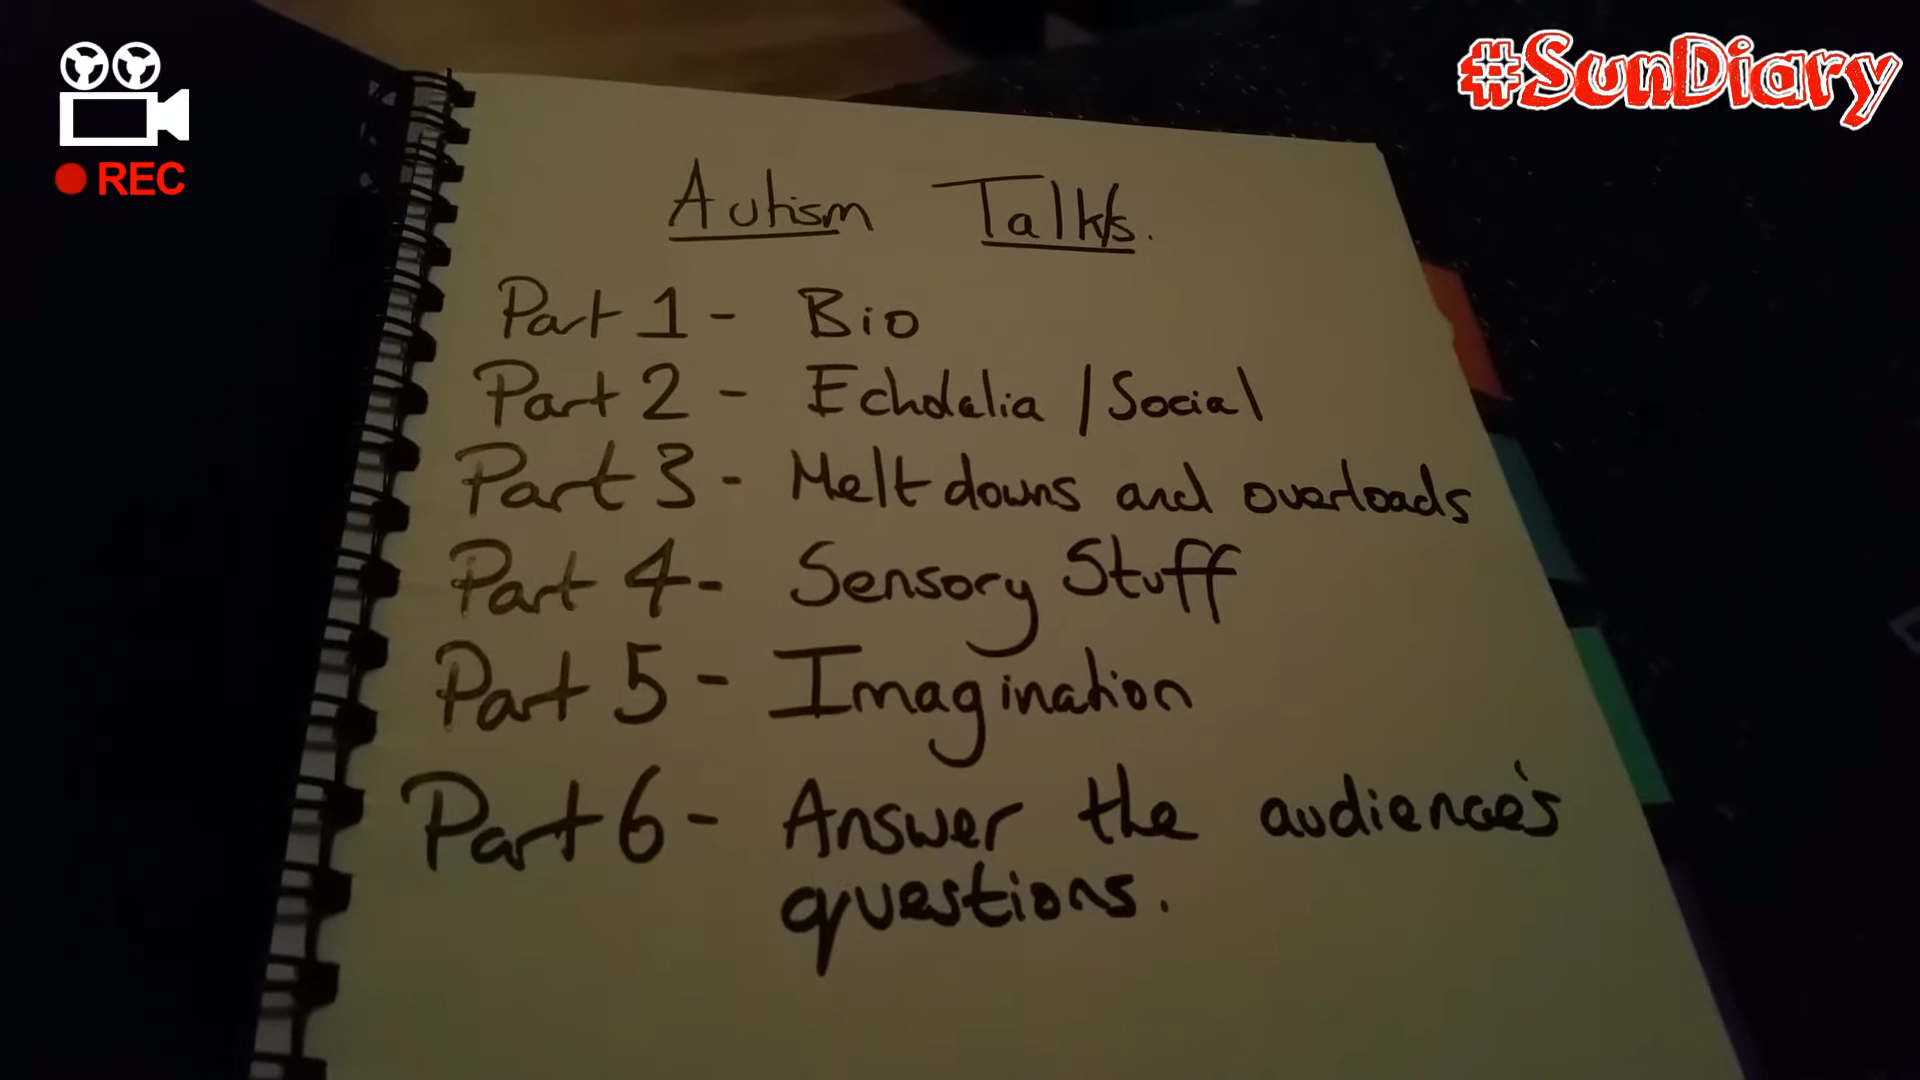 #SunDiary
REC
Autism Talk/s.
Part 1 - Bio
Part 2 - Echolalia / Social
Part 3 - Meltdowns and overloads
Part 4 - Sensory Stuff
Part 5 - Imagination
Part 6 - Answer the audience's
questions.